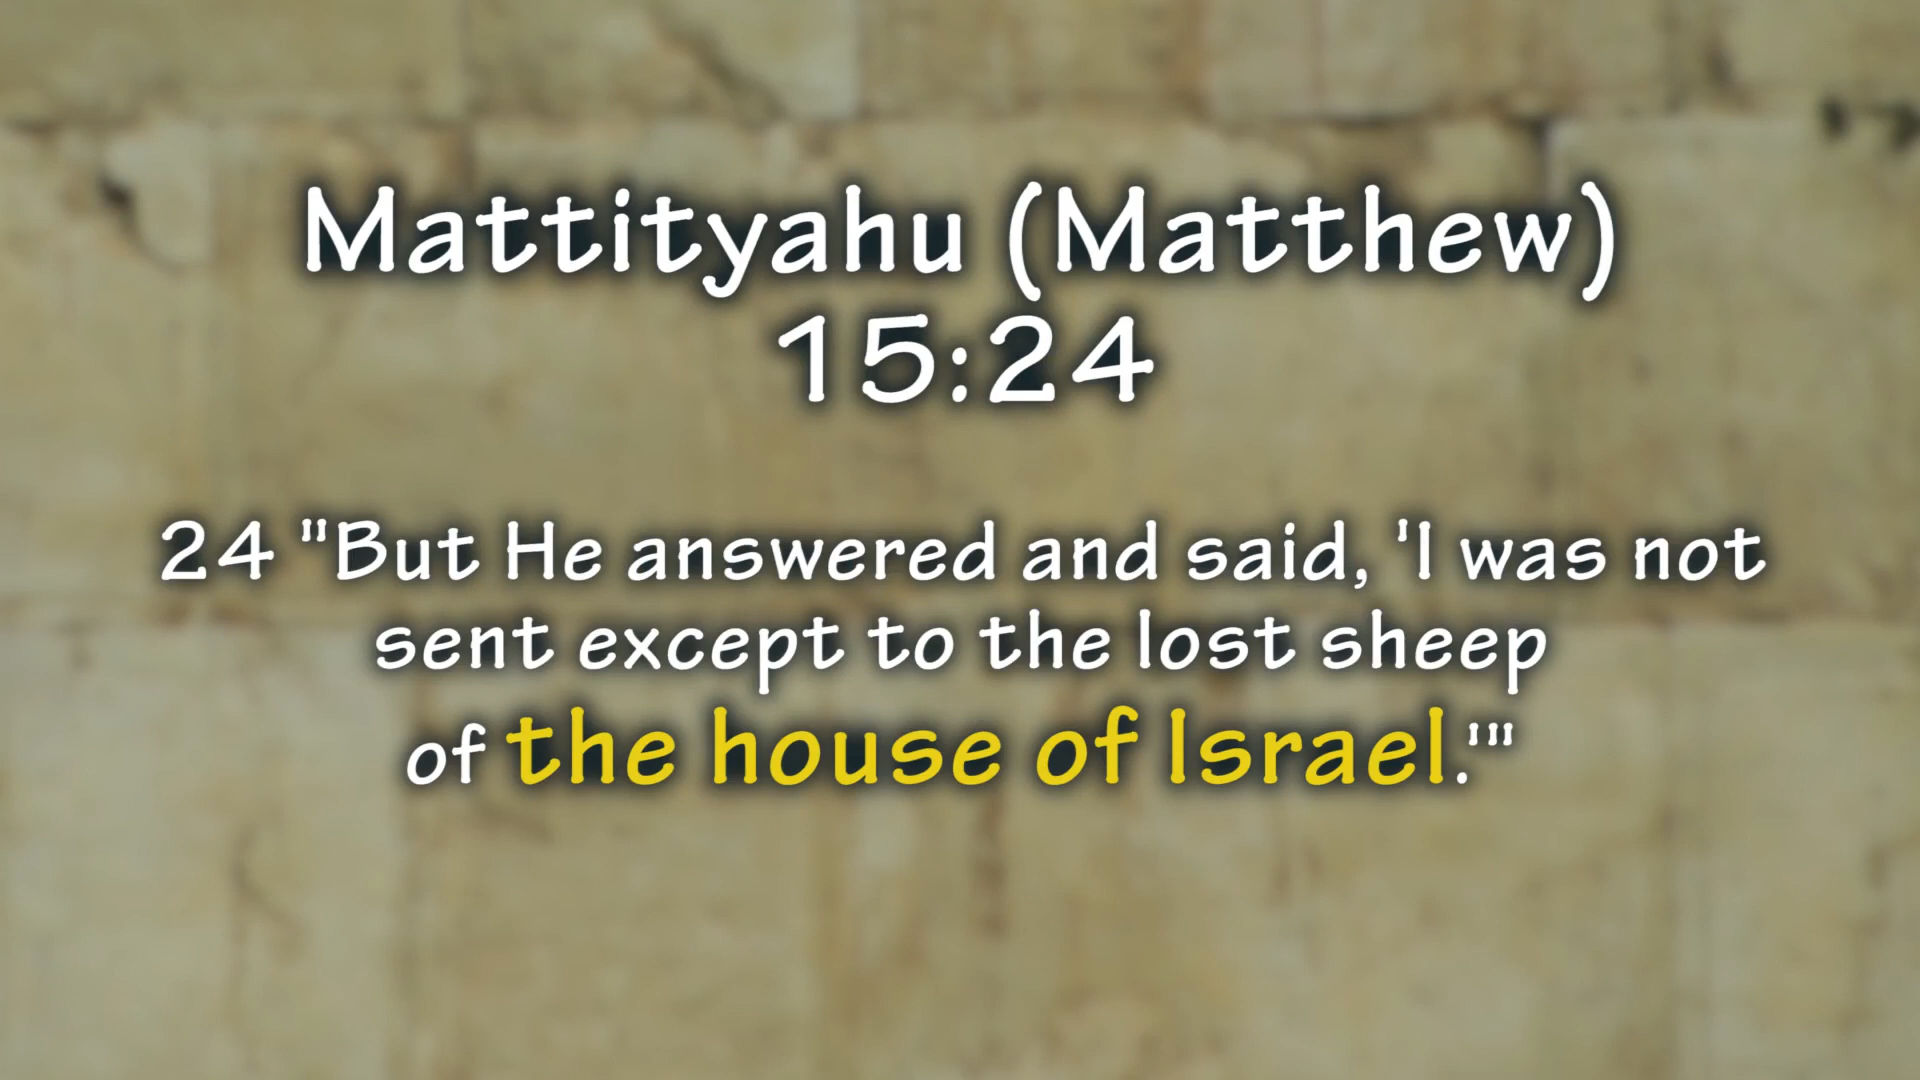 Mattityahu (Matthew)
15:24
24 "But He answered and said, 'I was not
sent except to the lost sheep
of the house of Israel.'"